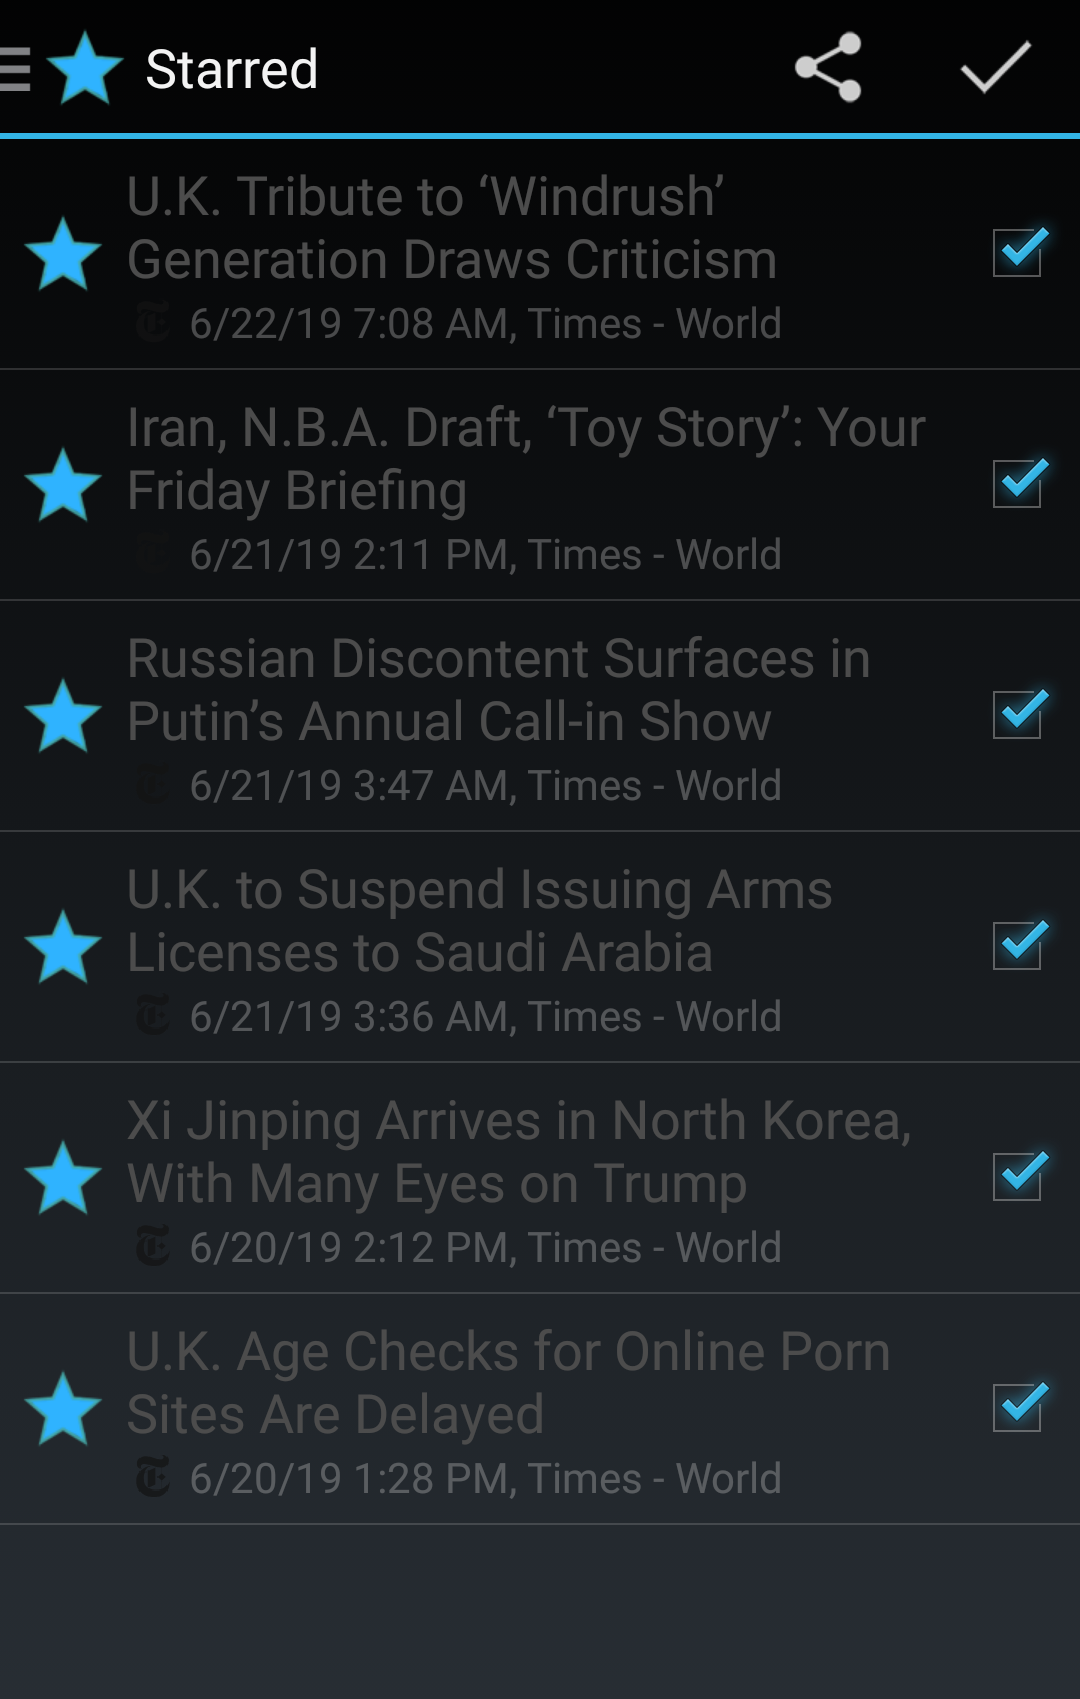 Starred
U.K. Tribute to ‘Windrush’
Generation Draws Criticism
6/22/19 7:08 AM, Times - World
Iran, N.B.A. Draft, ‘Toy Story’: Your
Friday Briefing
6/21/19 2:11 PM, Times - World
Russian Discontent Surfaces in
Putin’s Annual Call-in Show
6/21/19 3:47 AM, Times - World
U.K. to Suspend Issuing Arms
Licenses to Saudi Arabia
6/21/19 3:36 AM, Times - World
Xi Jinping Arrives in North Korea,
With Many Eyes on Trump
6/20/19 2:12 PM, Times - World
U.K. Age Checks for Online Porn
Sites Are Delayed
6/20/19 1:28 PM, Times - World